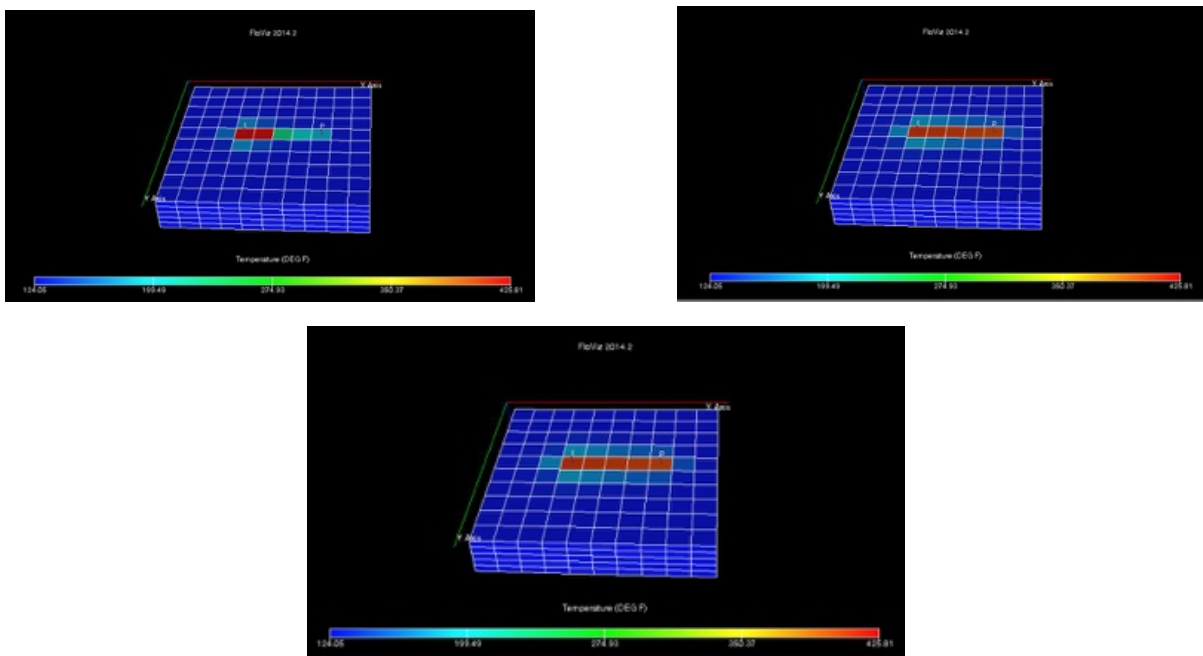 FloViz 2014.2
X Axis
I
P
Y Axis
Temperature (DEG F)
124.05 199.49 274.93 350.37 425.81
FloViz 2014.2
X Axis
I
P
Y Axis
Temperature (DEG F)
124.05 199.49 274.93 350.37 425.81
FloViz 2014.2
X Axis
I
P
Y Axis
Temperature (DEG F)
124.05 199.49 274.93 350.37 425.81